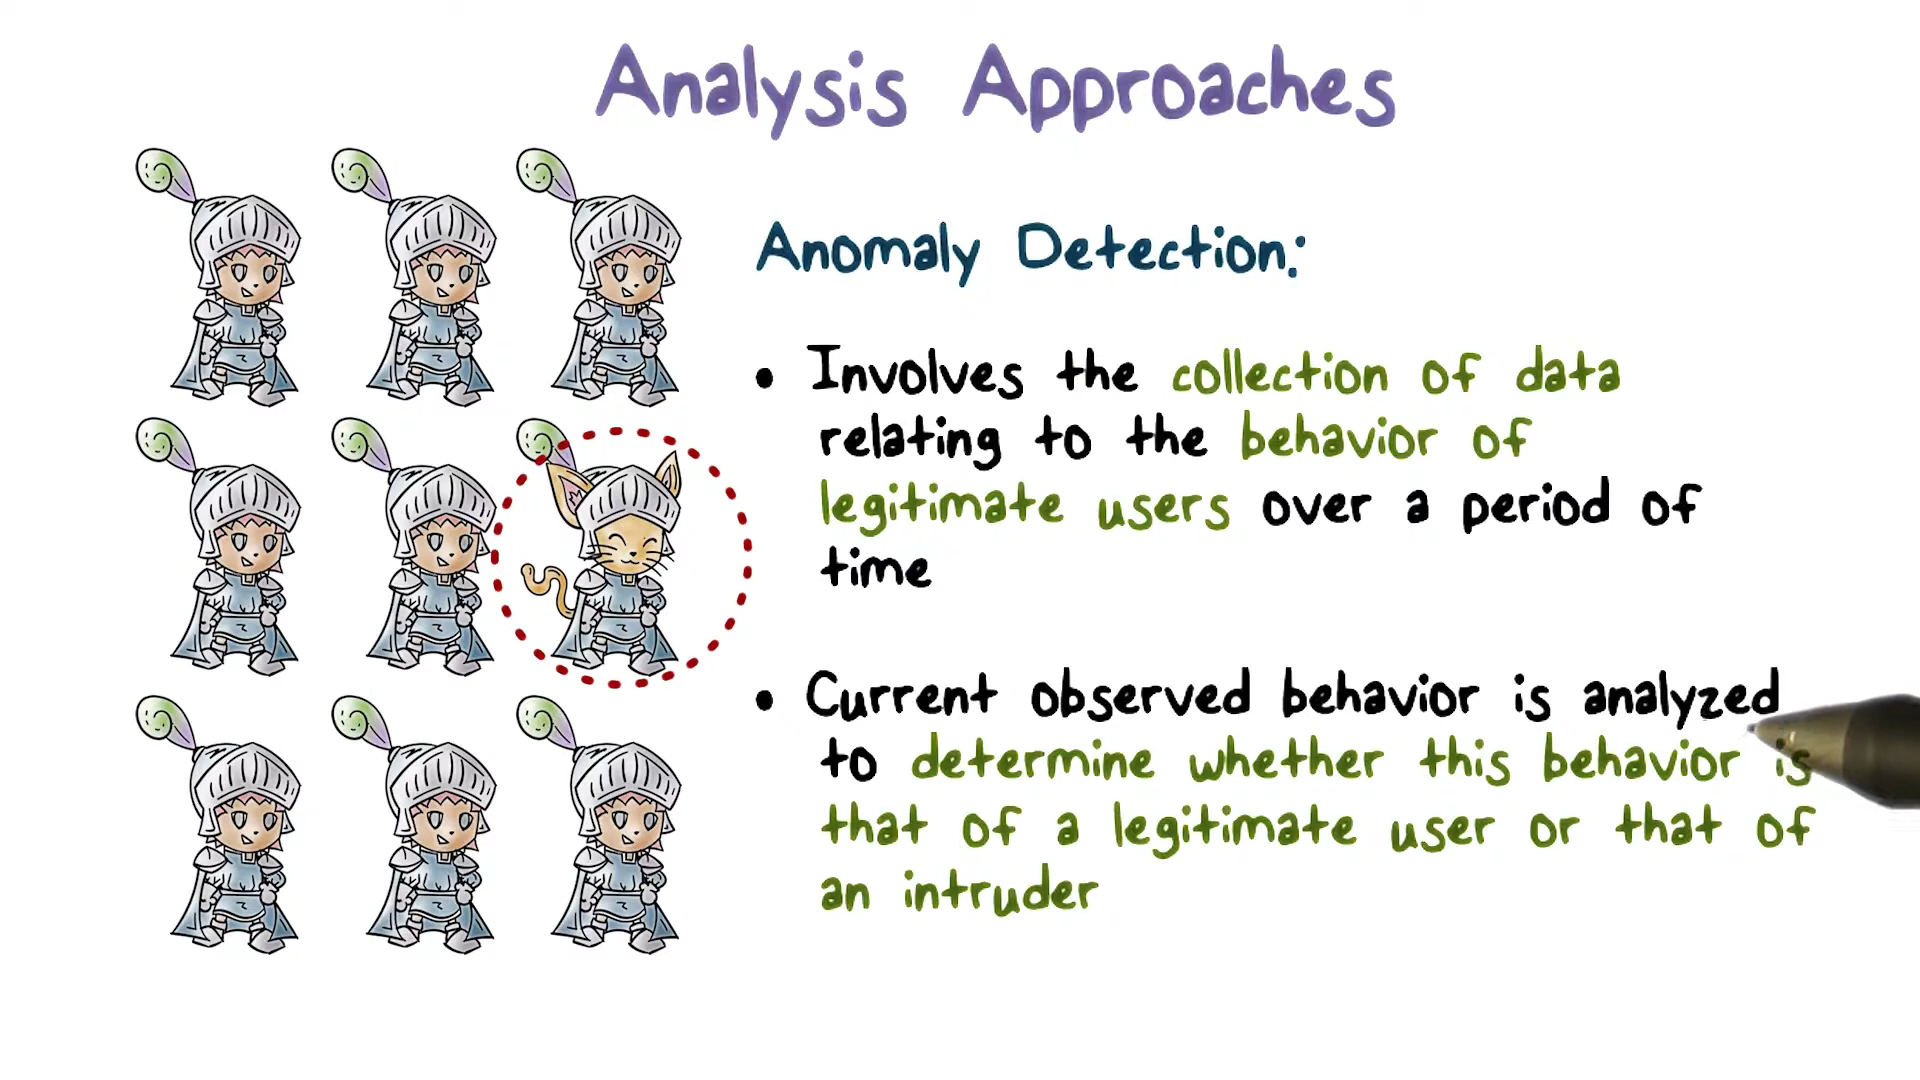 Analysis Approaches
Anomaly Detection:
• Involves the collection of data
relating to the behavior of
legitimate users over a period of
time
• Current observed behavior is analyzed
to determine whether this behavior is
that of a legitimate user or that of
an intruder